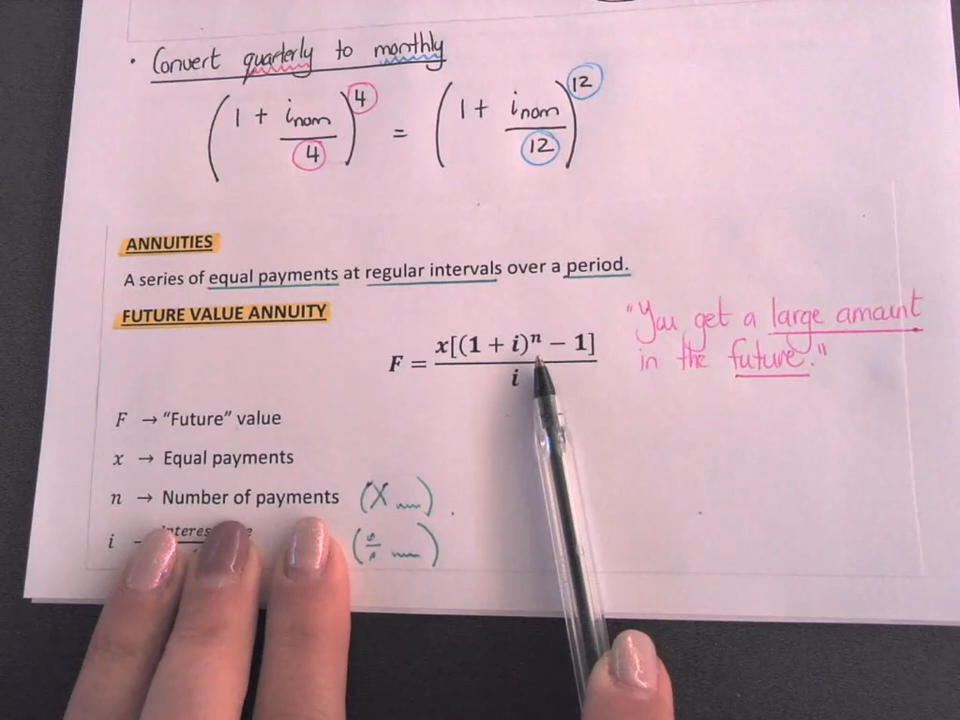 · Convert quarterly to monthly
(1 + i_nom/4)^4 = (1 + i_nom/12)^12
ANNUITIES
A series of equal payments at regular intervals over a period.
FUTURE VALUE ANNUITY
F = x[(1 + i)^n − 1]/i
"You get a large amount
in the future."
F → "Future" value
x → Equal payments
n → Number of payments (X
i